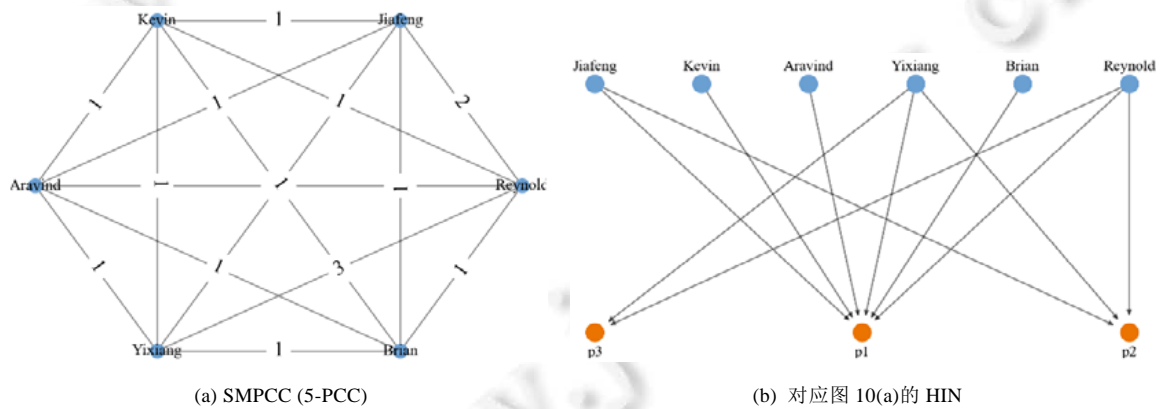 Kevin 1 Jiafeng
1 1 1 2
Aravind 1 1 1 Reynold
1 1 3 1
Yixiang 1 Brian
(a) SMPCC (5-PCC)
Jiafeng Kevin Aravind Yixiang Brian Reynold
p3 p1 p2
(b) 对应图 10(a)的 HIN